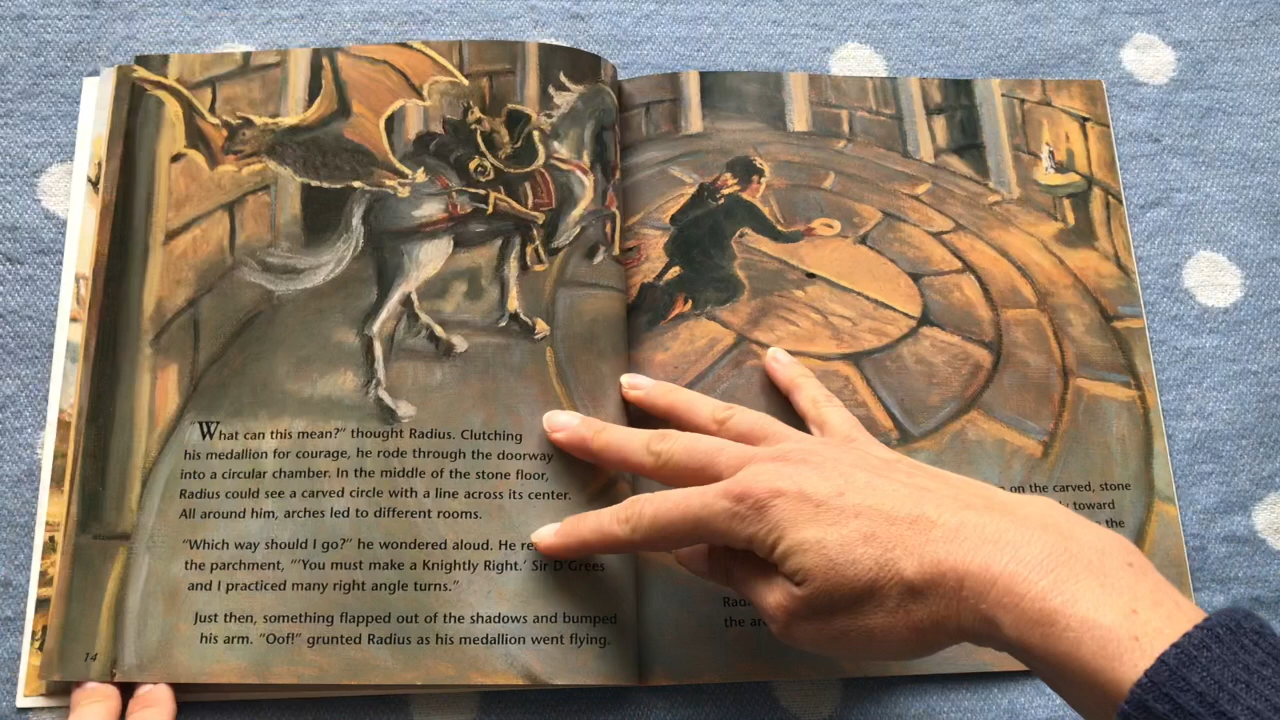 "What can this mean?" thought Radius. Clutching
his medallion for courage, he rode through the doorway
into a circular chamber. In the middle of the stone floor,
Radius could see a carved circle with a line across its center.
All around him, arches led to different rooms.
"Which way should I go?" he wondered aloud. He
the parchment, "'You must make a Knightly Right.' Sir D'Grees
and I practiced many right angle turns."
Just then, something flapped out of the shadows and bumped
his arm. "Oof!" grunted Radius as his medallion went flying.
14
on the carved, stone
toward
the
the